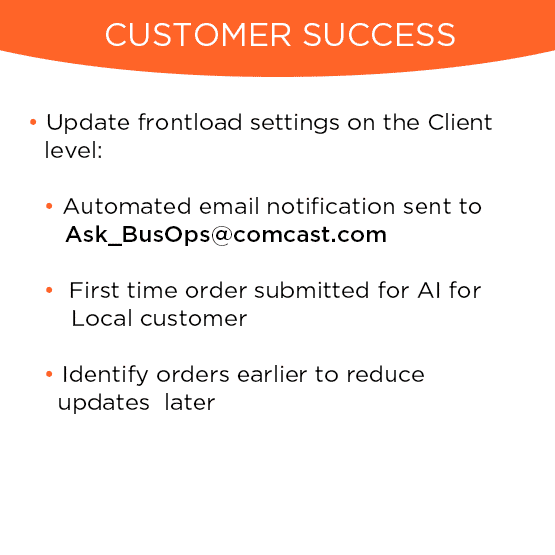 CUSTOMER SUCCESS
• Update frontload settings on the Client
level:
• Automated email notification sent to
Ask_BusOps@comcast.com
• First time order submitted for AI for
Local customer
• Identify orders earlier to reduce
updates later